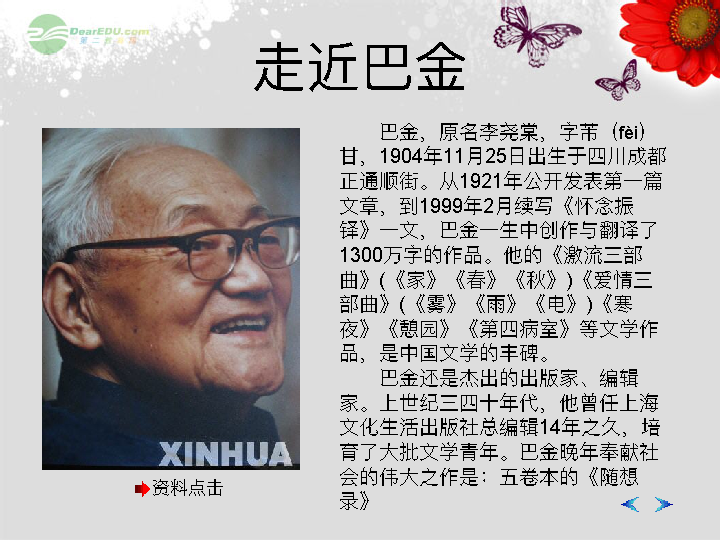 DearEDU.com
第二教育网
走近巴金
巴金，原名李尧棠，字芾（fèi）
甘，1904年11月25日出生于四川成都
正通顺街。从1921年公开发表第一篇
文章，到1999年2月续写《怀念振
铎》一文，巴金一生中创作与翻译了
1300万字的作品。他的《激流三部
曲》(《家》《春》《秋》)《爱情三
部曲》(《雾》《雨》《电》)《寒
夜》《憩园》《第四病室》等文学作
品，是中国文学的丰碑。
巴金还是杰出的出版家、编辑
家。上世纪三四十年代，他曾任上海
文化生活出版社总编辑14年之久，培
育了大批文学青年。巴金晚年奉献社
会的伟大之作是：五卷本的《随想
录》
XINHUA
资料点击